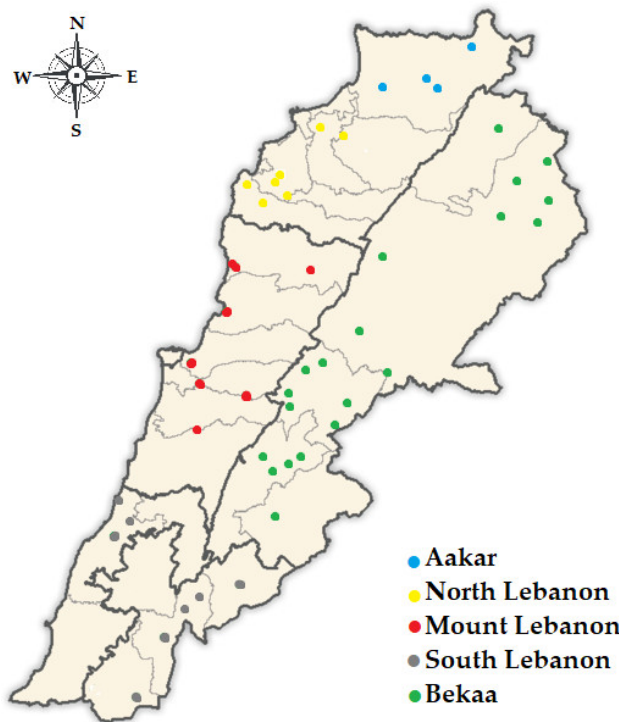 N
W E
S
Aakar
North Lebanon
Mount Lebanon
South Lebanon
Bekaa